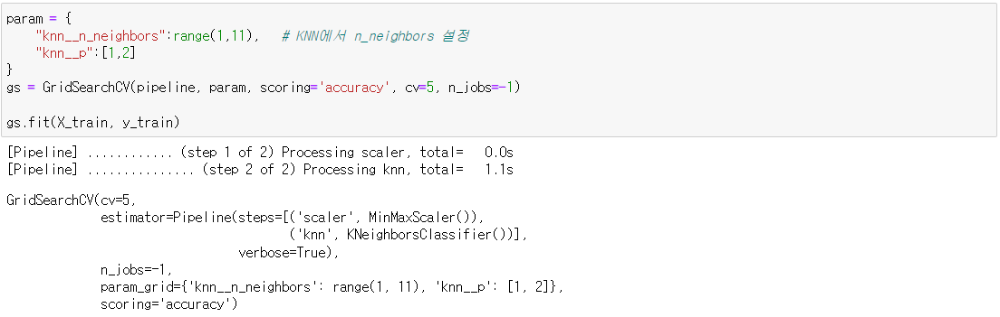 param = {
    "knn__n_neighbors":range(1,11),   # KNN에서 n_neighbors 설정
    "knn__p":[1,2]
}
gs = GridSearchCV(pipeline, param, scoring='accuracy', cv=5, n_jobs=-1)
gs.fit(X_train, y_train)
[Pipeline] ............ (step 1 of 2) Processing scaler, total=   0.0s
[Pipeline] ............... (step 2 of 2) Processing knn, total=   1.1s
GridSearchCV(cv=5,
             estimator=Pipeline(steps=[('scaler', MinMaxScaler()),
                                       ('knn', KNeighborsClassifier())],
                                verbose=True),
             n_jobs=-1,
             param_grid={'knn__n_neighbors': range(1, 11), 'knn__p': [1, 2]},
             scoring='accuracy')